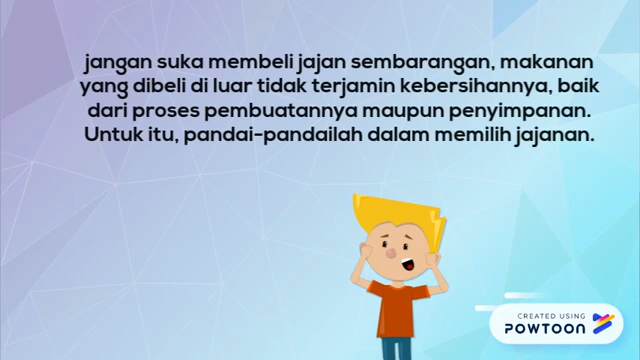 jangan suka membeli jajan sembarangan, makanan
yang dibeli di luar tidak terjamin kebersihannya, baik
dari proses pembuatannya maupun penyimpanan.
Untuk itu, pandai-pandailah dalam memilih jajanan.
CREATED USING
POWTOON